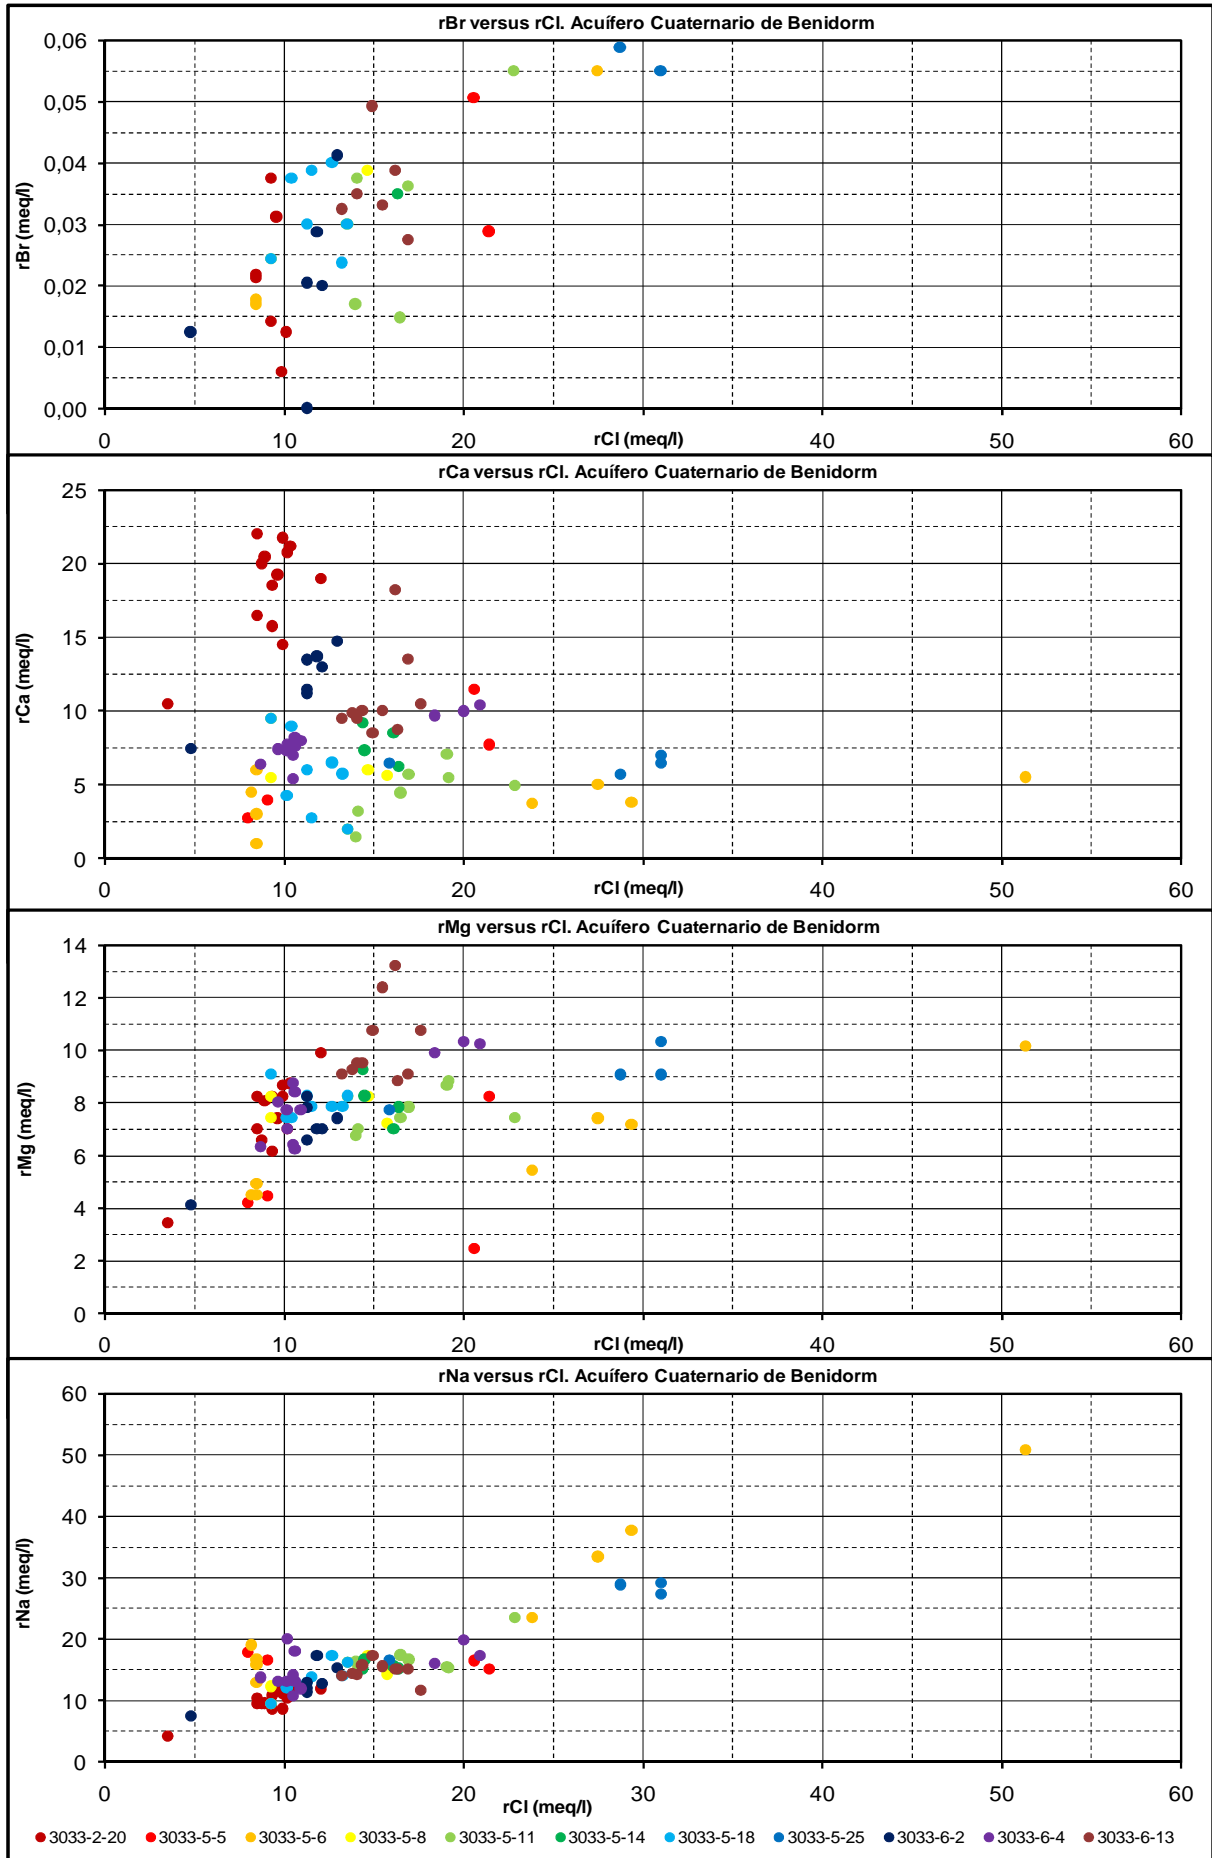 rBr versus rCl. Acuífero Cuaternario de Benidorm
0,06
0,05
0,04
0,03
0,02
0,01
0,00
rBr (meq/l)
0 10 20 30 40 50 60
rCl (meq/l)
rCa versus rCl. Acuífero Cuaternario de Benidorm
25
20
15
10
5
0
rCa (meq/l)
0 10 20 30 40 50 60
rCl (meq/l)
rMg versus rCl. Acuífero Cuaternario de Benidorm
14
12
10
8
6
4
2
0
rMg (meq/l)
0 10 20 30 40 50 60
rCl (meq/l)
rNa versus rCl. Acuífero Cuaternario de Benidorm
60
50
40
30
20
10
0
rNa (meq/l)
0 10 20 30 40 50 60
rCl (meq/l)
3033-2-20 3033-5-5 3033-5-6 3033-5-8 3033-5-11 3033-5-14 3033-5-18 3033-5-25 3033-6-2 3033-6-4 3033-6-13